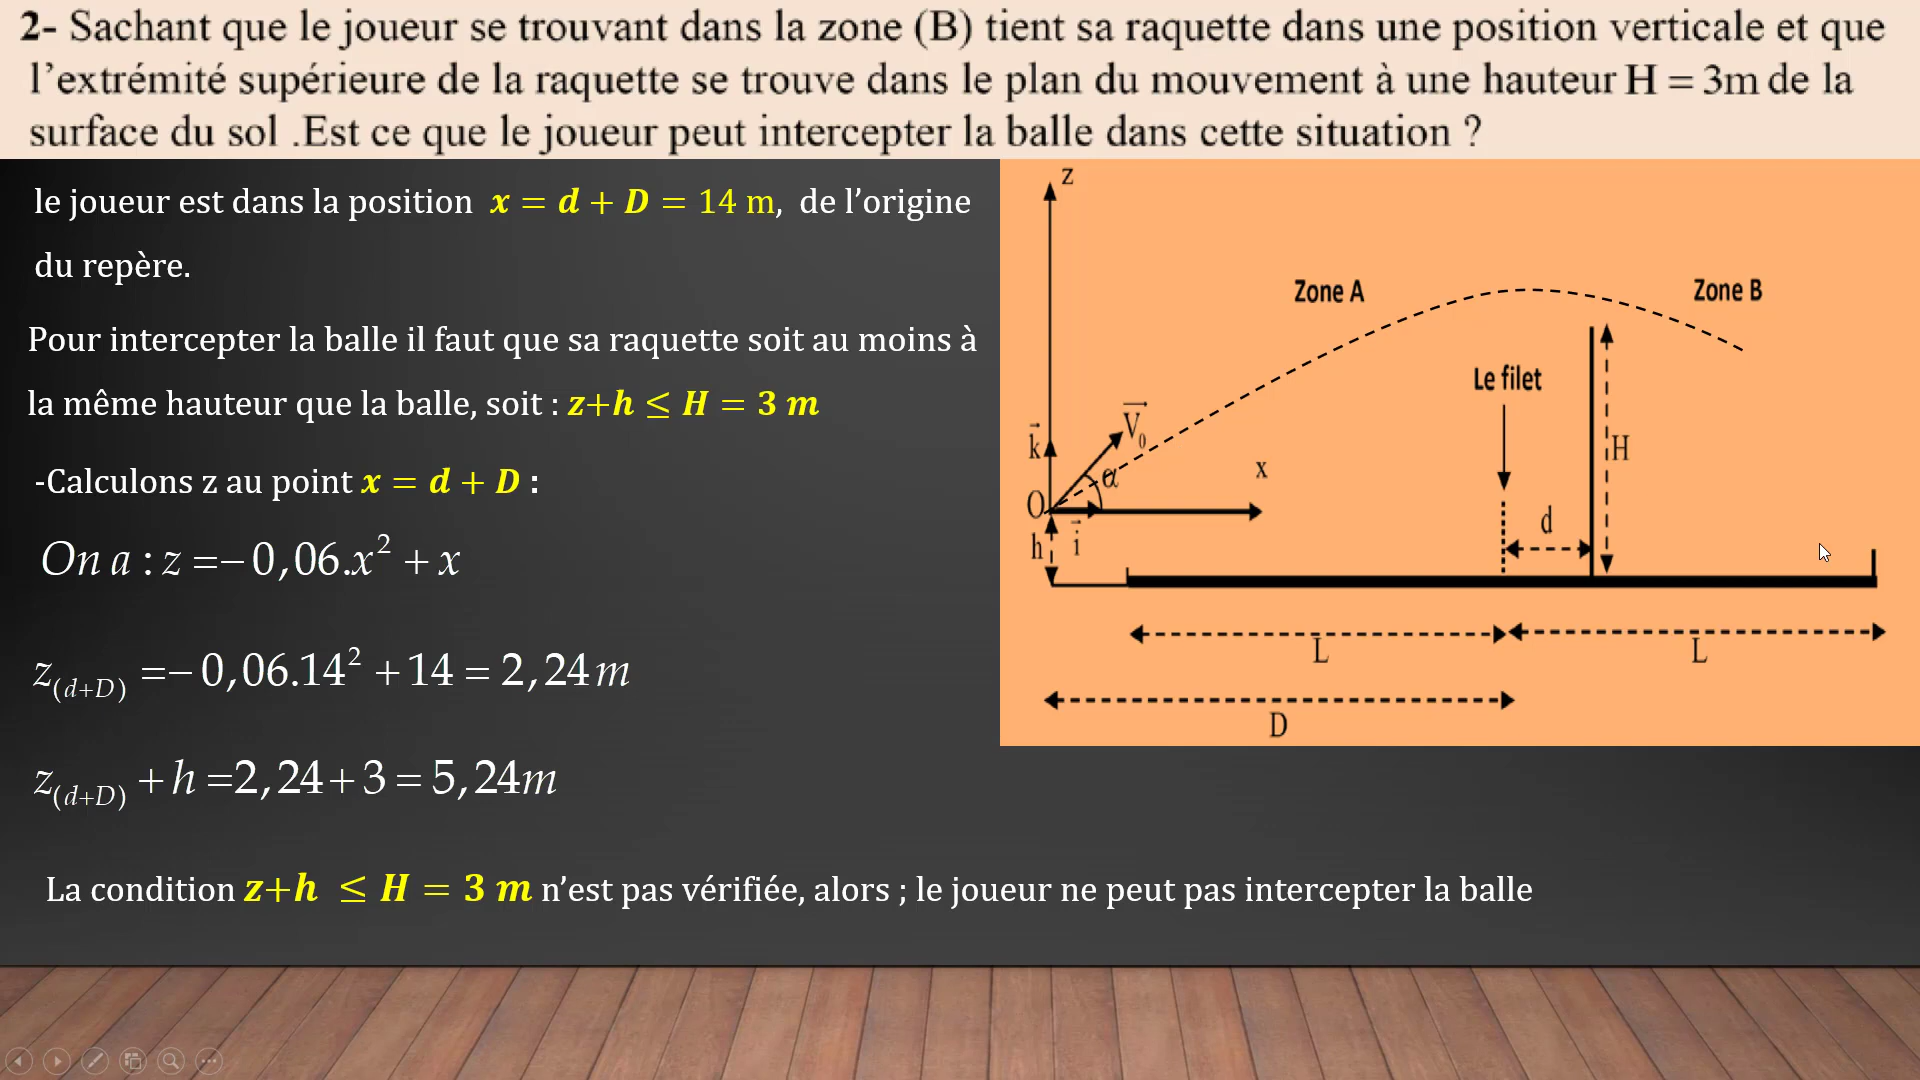 2- Sachant que le joueur se trouvant dans la zone (B) tient sa raquette dans une position verticale et que
l’extrémité supérieure de la raquette se trouve dans le plan du mouvement à une hauteur H = 3m de la
surface du sol .Est ce que le joueur peut intercepter la balle dans cette situation ?
le joueur est dans la position x = d + D = 14 m, de l’origine
du repère.
Pour intercepter la balle il faut que sa raquette soit au moins à
la même hauteur que la balle, soit : z+h ≤ H = 3 m
-Calculons z au point x = d + D :
On a : z =− 0,06.x² + x
z(d+D) =− 0,06.14² + 14 = 2,24m
z(d+D) + h =2,24+3 = 5,24m
La condition z+h ≤ H = 3 m n’est pas vérifiée, alors ; le joueur ne peut pas intercepter la balle
z
Zone A
Zone B
Le filet
V₀
k
α
x
H
O
d
h
i
L
L
D